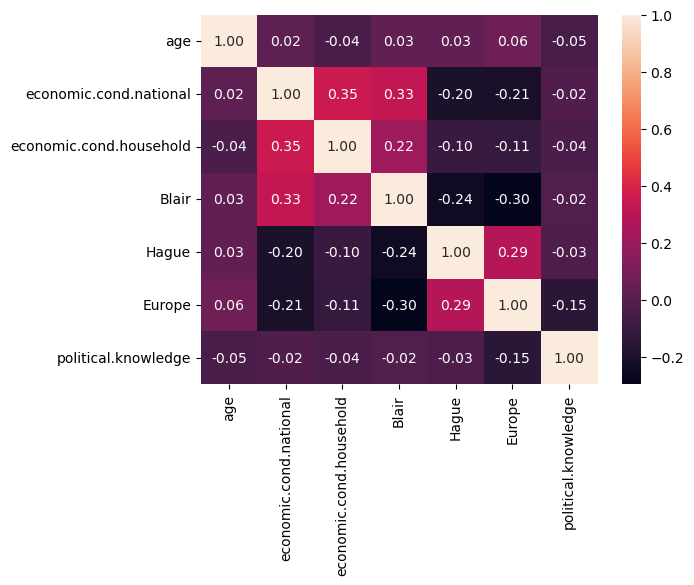 age 1.00 0.02 -0.04 0.03 0.03 0.06 -0.05
economic.cond.national 0.02 1.00 0.35 0.33 -0.20 -0.21 -0.02
economic.cond.household -0.04 0.35 1.00 0.22 -0.10 -0.11 -0.04
Blair 0.03 0.33 0.22 1.00 -0.24 -0.30 -0.02
Hague 0.03 -0.20 -0.10 -0.24 1.00 0.29 -0.03
Europe 0.06 -0.21 -0.11 -0.30 0.29 1.00 -0.15
political.knowledge -0.05 -0.02 -0.04 -0.02 -0.03 -0.15 1.00
age
economic.cond.national
economic.cond.household
Blair
Hague
Europe
political.knowledge
1.0
0.8
0.6
0.4
0.2
0.0
−0.2